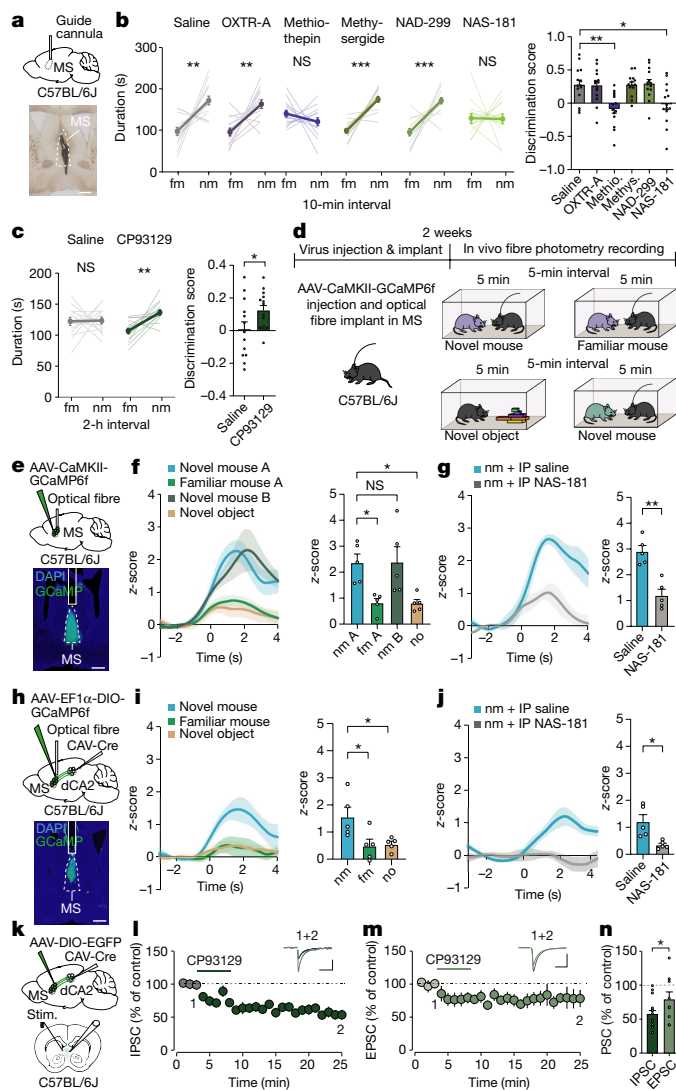 a
Guide
cannula
MS
C57BL/6J
MS
b
Saline
OXTR-A
Methio-
thepin
Methy-
sergide
NAD-299
NAS-181
Duration (s)
300
200
100
0
**
**
NS
***
***
NS
fm nm fm nm fm nm fm nm fm nm fm nm
10-min interval
Discrimination score
1.0
0.5
0
−0.5
−1.0
*
**
Saline
OXTR-A
Methio.
Methys.
NAD-299
NAS-181
c
Saline
CP93129
NS
**
Duration (s)
200
150
100
50
0
fm nm fm nm
2-h interval
Discrimination score
0.4
0.2
0
−0.2
−0.4
*
Saline
CP93129
d
2 weeks
Virus injection & implant
In vivo fibre photometry recording
AAV-CaMKII-GCaMP6f
injection and optical
fibre implant in MS
C57BL/6J
5-min interval
5 min
5 min
Novel mouse
Familiar mouse
5-min interval
5 min
5 min
Novel object
Novel mouse
e
AAV-CaMKII-
GCaMP6f
Optical fibre
MS
C57BL/6J
DAPI
GCaMP
MS
f
Novel mouse A
Familiar mouse A
Novel mouse B
Novel object
z-score
4
3
2
1
0
−1
−2 0 2 4
Time (s)
z-score
5
4
3
2
1
0
*
NS
*
nm A
fm A
nm B
no
g
nm + IP saline
nm + IP NAS-181
z-score
4
3
2
1
0
−1
−2 0 2 4
Time (s)
z-score
5
4
3
2
1
0
**
Saline
NAS-181
h
AAV-EF1α-DIO-
GCaMP6f
Optical fibre
CAV-Cre
MS
dCA2
C57BL/6J
DAPI
GCaMP
MS
i
Novel mouse
Familiar mouse
Novel object
z-score
4
3
2
1
0
−1
−2 0 2 4
Time (s)
z-score
5
4
3
2
1
0
*
*
nm
fm
no
j
nm + IP saline
nm + IP NAS-181
z-score
4
3
2
1
0
−1
−2 0 2 4
Time (s)
z-score
5
4
3
2
1
0
*
Saline
NAS-181
k
AAV-DIO-EGFP
CAV-Cre
MS
dCA2
Stim.
C57BL/6J
l
IPSC (% of control)
150
100
50
0
CP93129
1+2
1
2
0 5 10 15 20 25
Time (min)
m
EPSC (% of control)
150
100
50
0
CP93129
1+2
1
2
0 5 10 15 20 25
Time (min)
n
PSC (% of control)
150
100
50
0
*
IPSC
EPSC